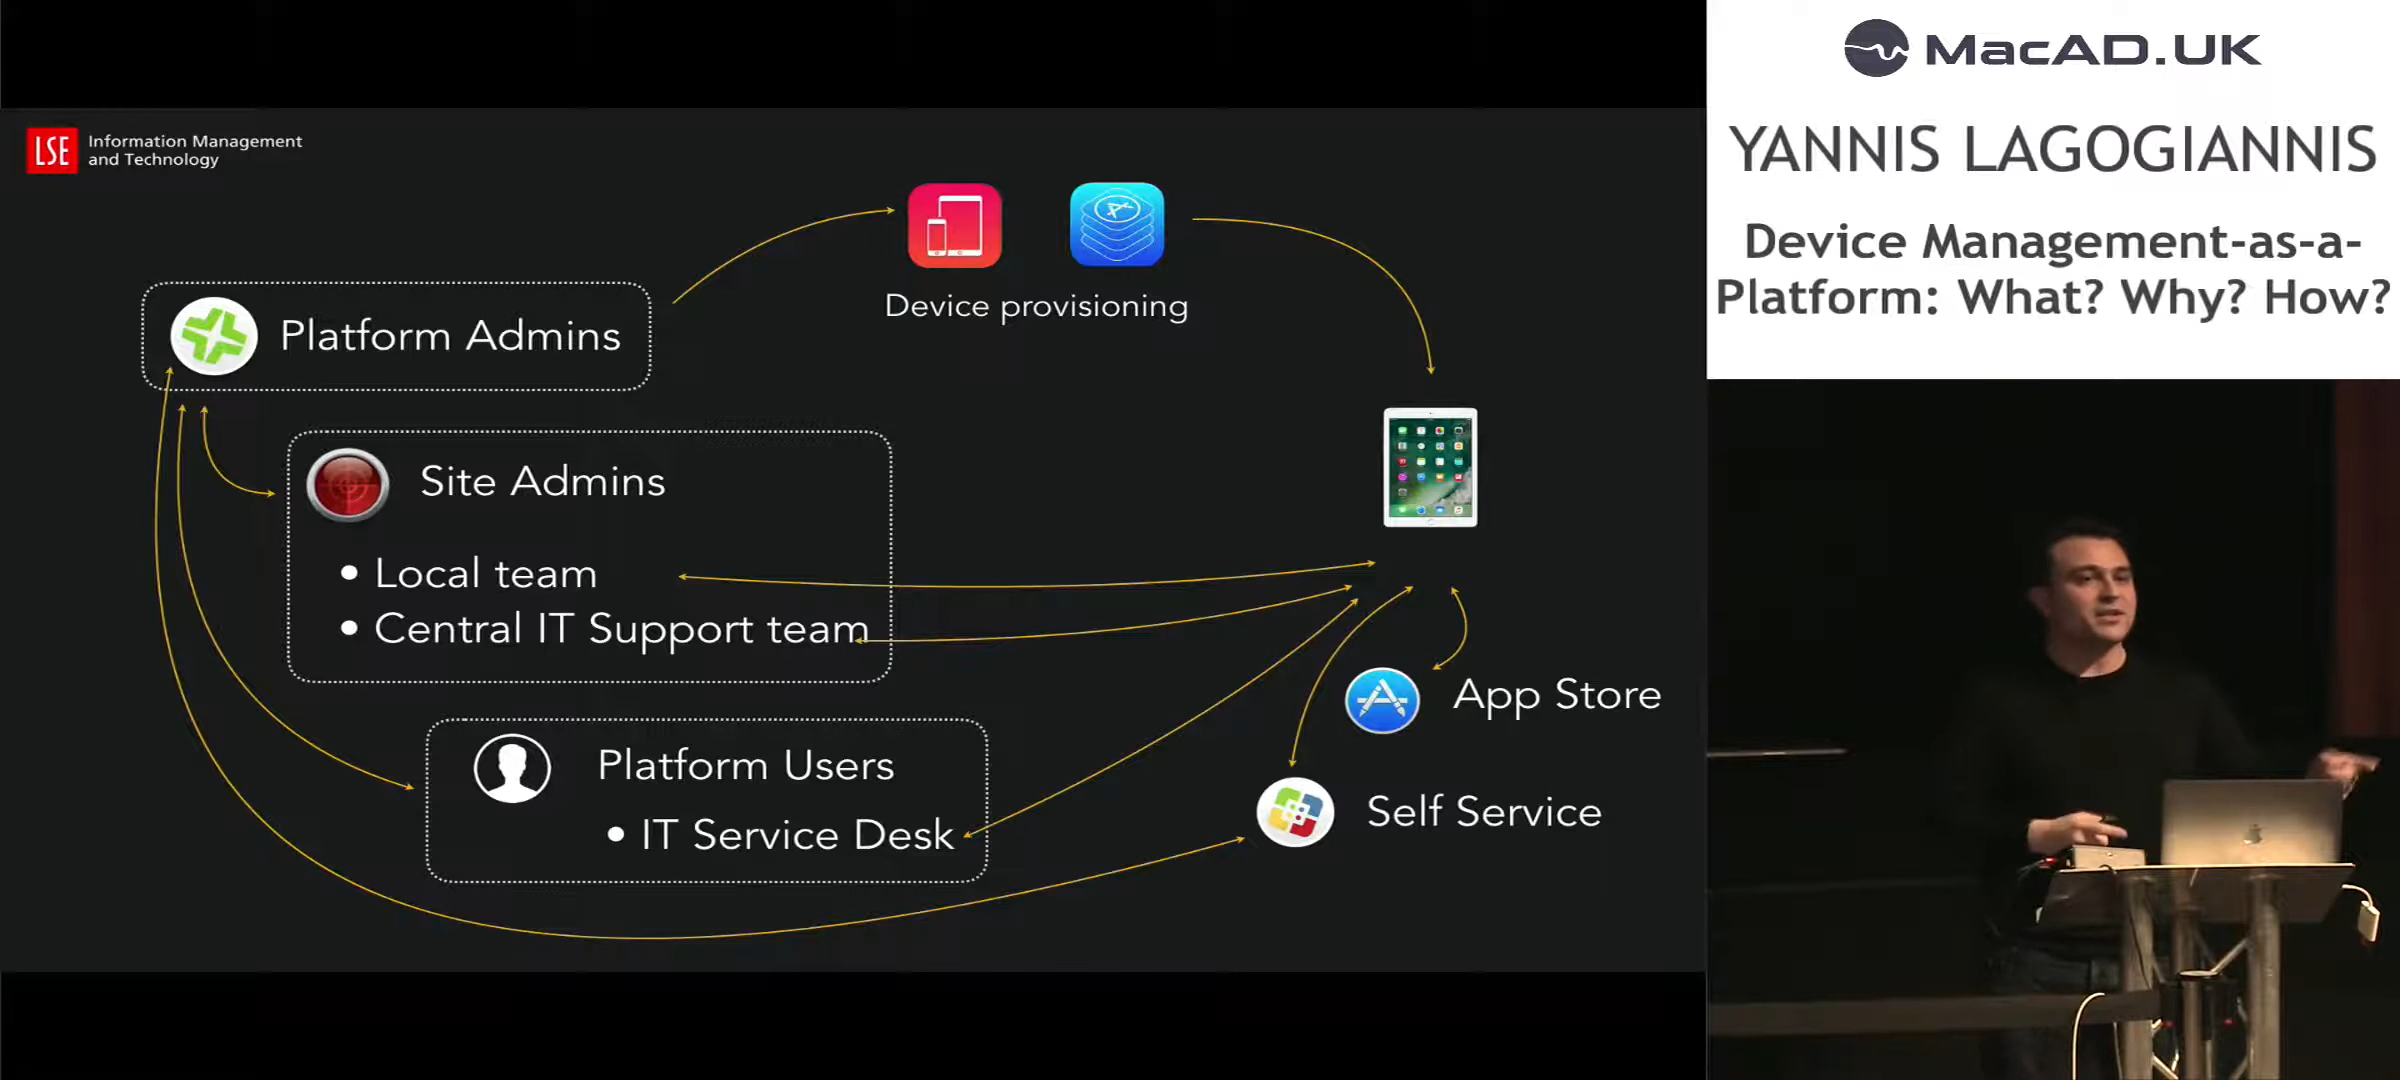 LSE
Information Management
and Technology
Device provisioning
Platform Admins
Site Admins
• Local team
• Central IT Support team
Platform Users
• IT Service Desk
App Store
Self Service
MacAD.UK
YANNIS LAGOGIANNIS
Device Management-as-a-
Platform: What? Why? How?